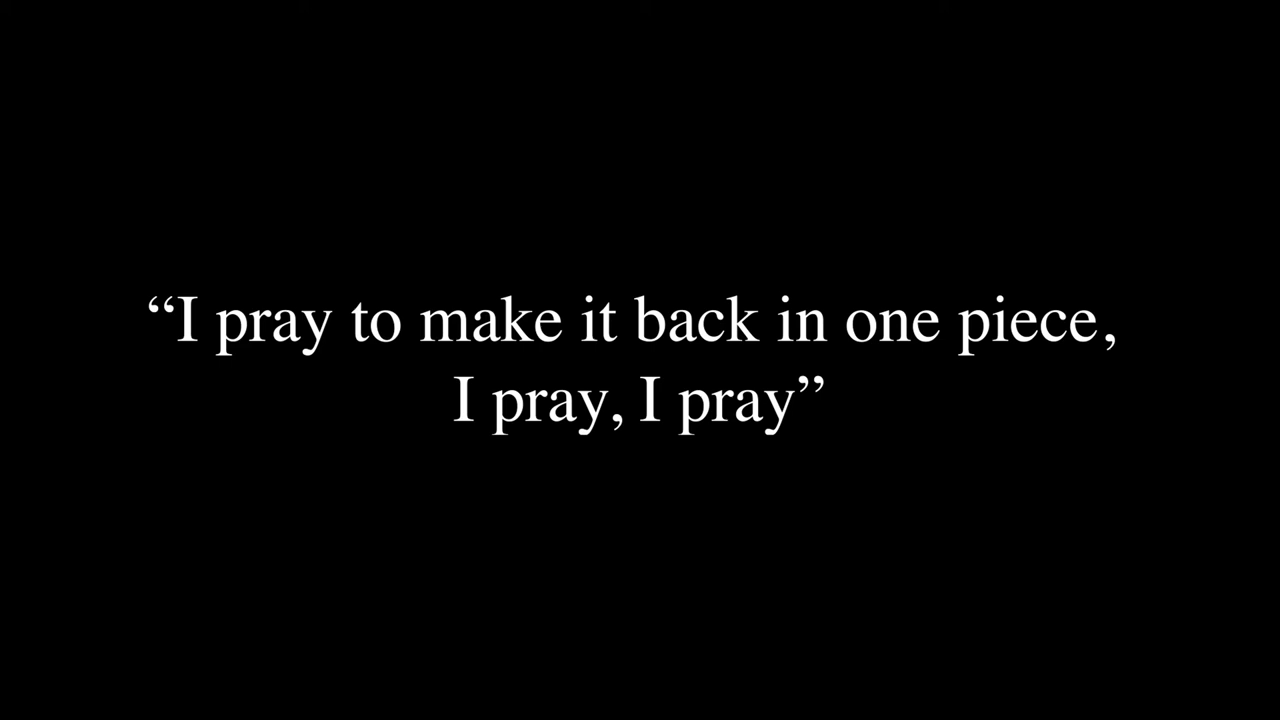 “I pray to make it back in one piece,
I pray, I pray”